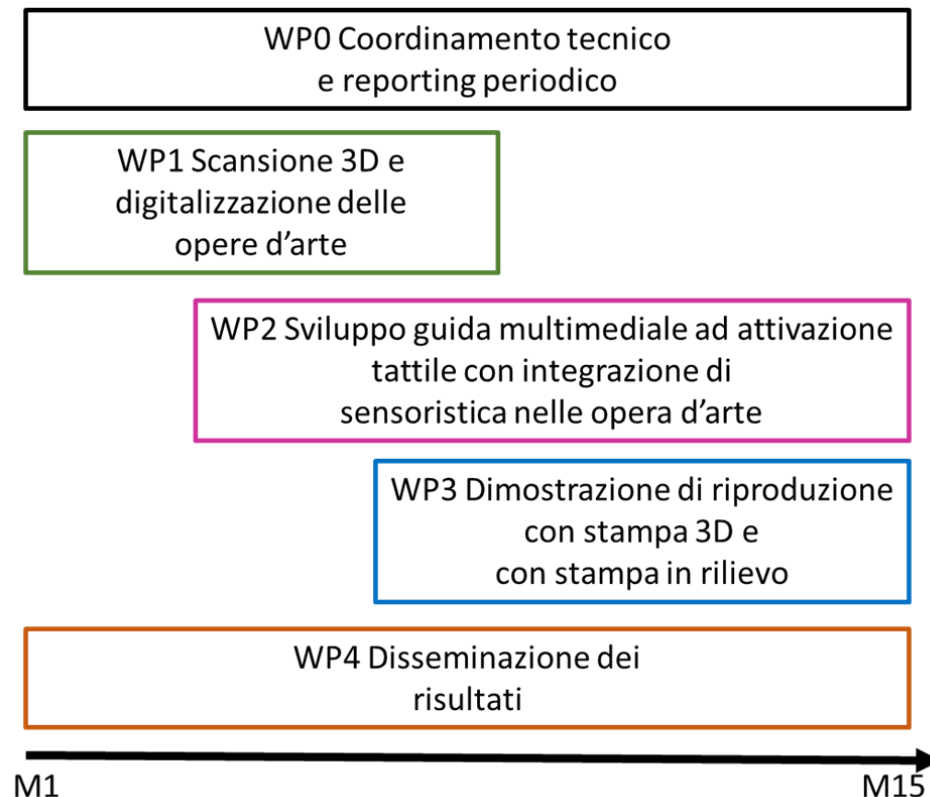 WP0 Coordinamento tecnico
e reporting periodico
WP1 Scansione 3D e
digitalizzazione delle
opere d’arte
WP2 Sviluppo guida multimediale ad attivazione
tattile con integrazione di
sensoristica nelle opera d’arte
WP3 Dimostrazione di riproduzione
con stampa 3D e
con stampa in rilievo
WP4 Disseminazione dei
risultati
M1
M15